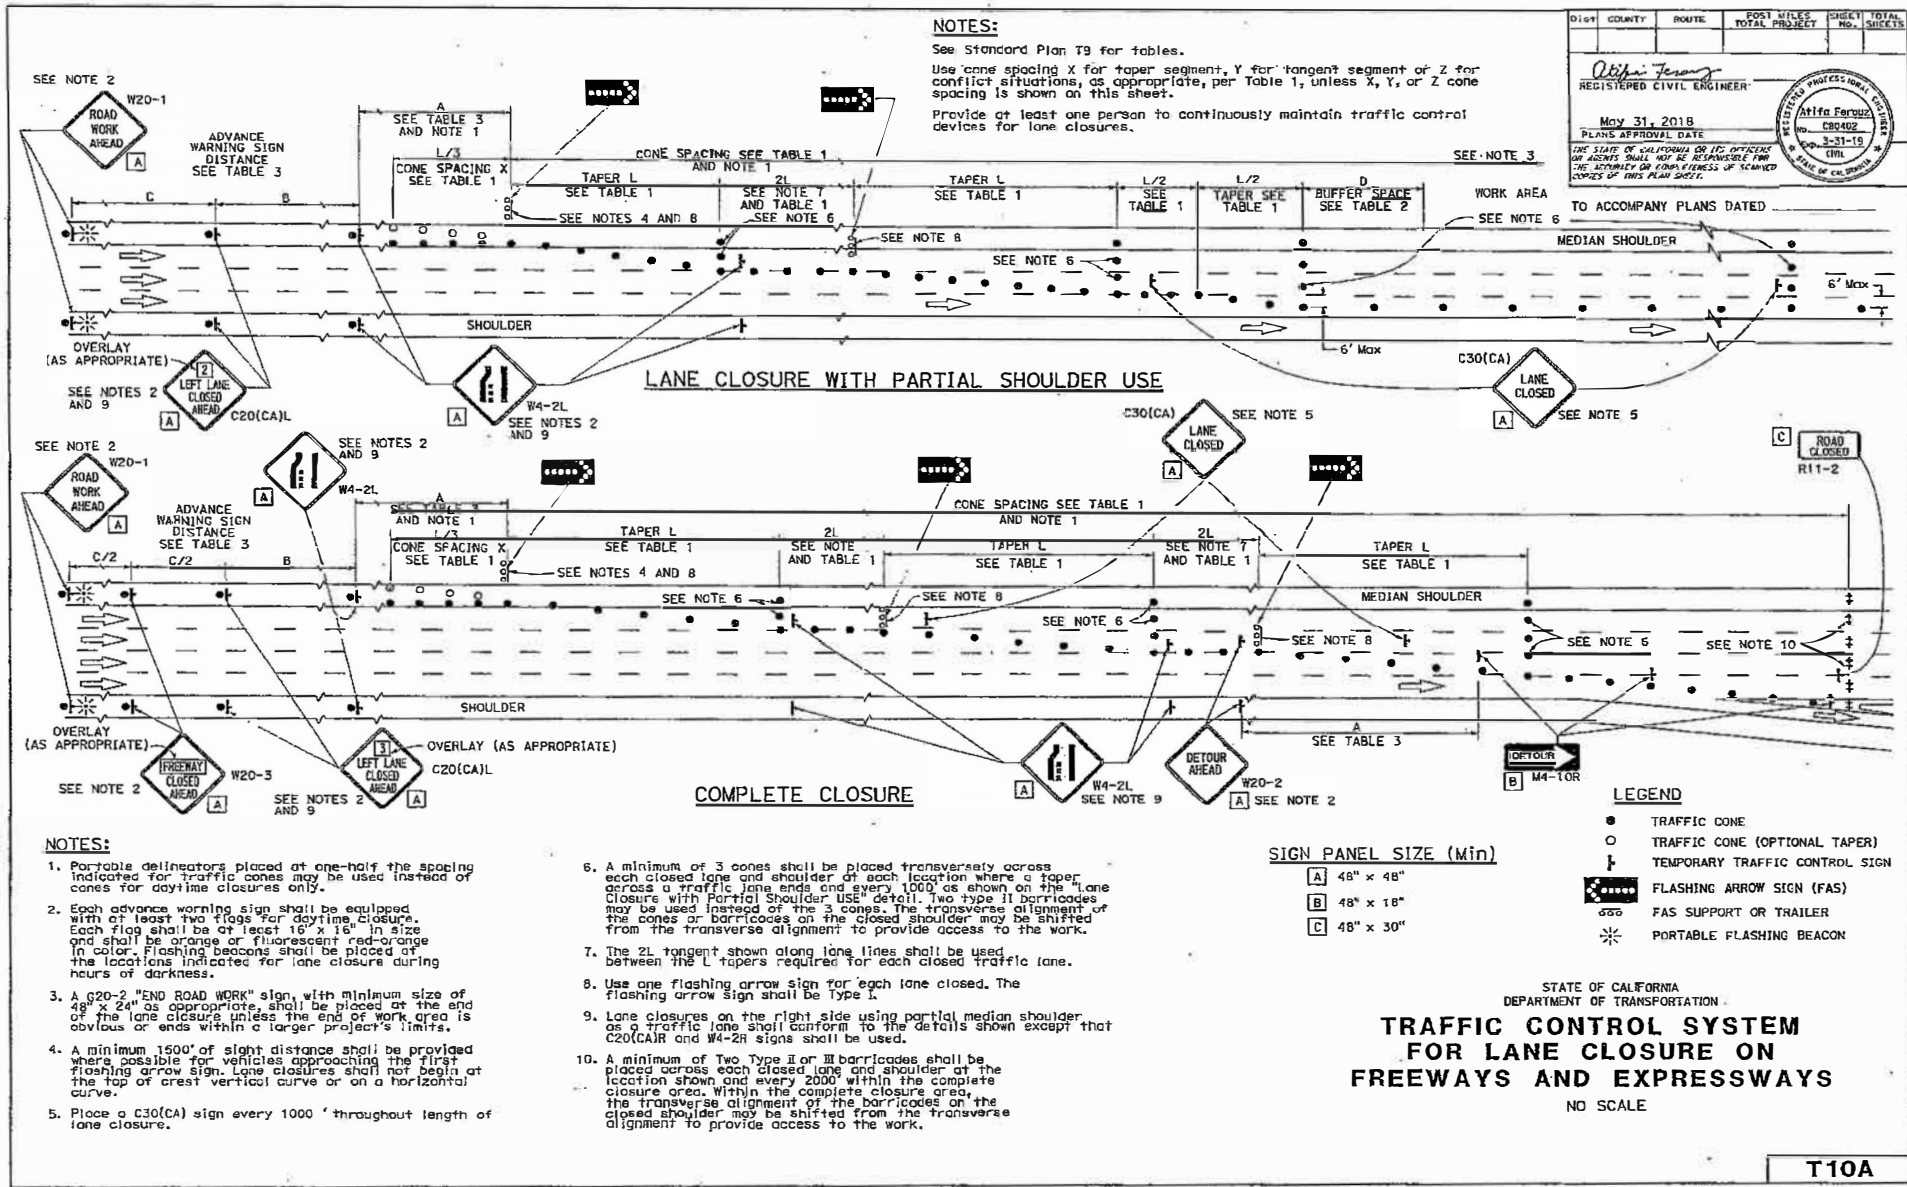 NOTES:
See Standard Plan T9 for tables.
Use cone spacing X for taper segment, Y for tangent segment or Z for
conflict situations, as appropriate, per Table 1, unless X, Y, or Z cone
spacing is shown on this sheet.
Provide at least one person to continuously maintain traffic control
devices for lane closures.
Dist COUNTY ROUTE POST MILES TOTAL PROJECT SHEET No. TOTAL SHEETS
REGISTERED CIVIL ENGINEER
May 31, 2018
PLANS APPROVAL DATE
THE STATE OF CALIFORNIA OR ITS OFFICERS
OR AGENTS SHALL NOT BE RESPONSIBLE FOR
THE ACCURACY OR COMPLETENESS OF SCANNED
COPIES OF THIS PLAN SHEET.
REGISTERED PROFESSIONAL ENGINEER
Atifa Ferouz
No. C80402
Exp. 3-31-19
CIVIL
STATE OF CALIFORNIA
TO ACCOMPANY PLANS DATED
SEE NOTE 2
W20-1
ROAD
WORK
AHEAD
A
ADVANCE
WARNING SIGN
DISTANCE
SEE TABLE 3
A
SEE TABLE 3
AND NOTE 1
L/3
CONE SPACING X
SEE TABLE 1
CONE SPACING SEE TABLE 1
AND NOTE 1
SEE NOTE 3
TAPER L
SEE TABLE 1
2L
SEE NOTE 7
AND TABLE 1
TAPER L
SEE TABLE 1
L/2
SEE
TABLE 1
L/2
TAPER SEE
TABLE 1
D
BUFFER SPACE
SEE TABLE 2
WORK AREA
C
B
SEE NOTES 4 AND 8
SEE NOTE 6
SEE NOTE 8
SEE NOTE 6
SEE NOTE 6
MEDIAN SHOULDER
6' Max
SHOULDER
6' Max
OVERLAY
(AS APPROPRIATE)
2
LEFT LANE
CLOSED
AHEAD
SEE NOTES 2
AND 9
A
C20(CA)L
A
W4-2L
SEE NOTES 2
AND 9
LANE CLOSURE WITH PARTIAL SHOULDER USE
C30(CA)
LANE
CLOSED
A
SEE NOTE 5
SEE NOTE 2
W20-1
ROAD
WORK
AHEAD
A
SEE NOTES 2
AND 9
A
W4-2L
C30(CA)
LANE
CLOSED
A
SEE NOTE 5
C
ROAD
CLOSED
R11-2
ADVANCE
WARNING SIGN
DISTANCE
SEE TABLE 3
A
SEE TABLE 3
AND NOTE 1
L/3
CONE SPACING X
SEE TABLE 1
CONE SPACING SEE TABLE 1
AND NOTE 1
TAPER L
SEE TABLE 1
2L
SEE NOTE
AND TABLE 1
TAPER L
SEE TABLE 1
2L
SEE NOTE 7
AND TABLE 1
TAPER L
SEE TABLE 1
C/2
C/2
B
SEE NOTES 4 AND 8
SEE NOTE 6
SEE NOTE 8
SEE NOTE 6
MEDIAN SHOULDER
SEE NOTE 8
SEE NOTE 6
SEE NOTE 10
SHOULDER
A
SEE TABLE 3
OVERLAY
(AS APPROPRIATE)
FREEWAY
CLOSED
AHEAD
W20-3
SEE NOTE 2
A
3
LEFT LANE
CLOSED
AHEAD
OVERLAY (AS APPROPRIATE)
C20(CA)L
SEE NOTES 2
AND 9
A
COMPLETE CLOSURE
A
W4-2L
SEE NOTE 9
DETOUR
AHEAD
W20-2
A SEE NOTE 2
DETOUR
B M4-10R
NOTES:
1. Portable delineators placed at one-half the spacing
indicated for traffic cones may be used instead of
cones for daytime closures only.
2. Each advance worning sign shall be equipped
with at least two flags for daytime closure.
Each flag shall be at least 16" x 16" in size
and shall be orange or fluorescent red-orange
in color. Flashing beacons shall be placed at
the locations indicated for lane closure during
hours of darkness.
3. A G20-2 "END ROAD WORK" sign, with minimum size of
48" x 24" as appropriate, shall be placed at the end
of the lane closure unless the end of work area is
obvious or ends within a larger project's limits.
4. A minimum 1500' of sight distance shall be provided
where possible for vehicles approaching the first
flashing arrow sign. Lane closures shall not begin at
the top of crest vertical curve or on a horizontal
curve.
5. Place a C30(CA) sign every 1000 ' throughout length of
lane closure.
6. A minimum of 3 cones shall be placed transversely across
each closed lane and shoulder at each location where a taper
across a traffic lane ends and every 1000' as shown on the "Lane
Closure with Partial Shoulder USE" detail. Two type II barricades
may be used instead of the 3 cones. The transverse alignment of
the cones or barricades on the closed shoulder may be shifted
from the transverse alignment to provide access to the work.
7. The 2L tangent shown along lane lines shall be used
between the L tapers required for each closed traffic lane.
8. Use one flashing arrow sign for each lane closed. The
flashing arrow sign shall be Type I.
9. Lane closures on the right side using partial median shoulder
as a traffic lane shall conform to the details shown except that
C20(CA)R and W4-2R signs shall be used.
10. A minimum of Two Type II or III barricades shall be
placed across each closed lane and shoulder at the
location shown and every 2000' within the complete
closure area. Within the complete closure area,
the transverse alignment of the barricades on the
closed shoulder may be shifted from the transverse
alignment to provide access to the work.
SIGN PANEL SIZE (Min)
A 48" x 48"
B 48" x 18"
C 48" x 30"
LEGEND
TRAFFIC CONE
TRAFFIC CONE (OPTIONAL TAPER)
TEMPORARY TRAFFIC CONTROL SIGN
FLASHING ARROW SIGN (FAS)
FAS SUPPORT OR TRAILER
PORTABLE FLASHING BEACON
STATE OF CALIFORNIA
DEPARTMENT OF TRANSPORTATION
TRAFFIC CONTROL SYSTEM
FOR LANE CLOSURE ON
FREEWAYS AND EXPRESSWAYS
NO SCALE
T10A